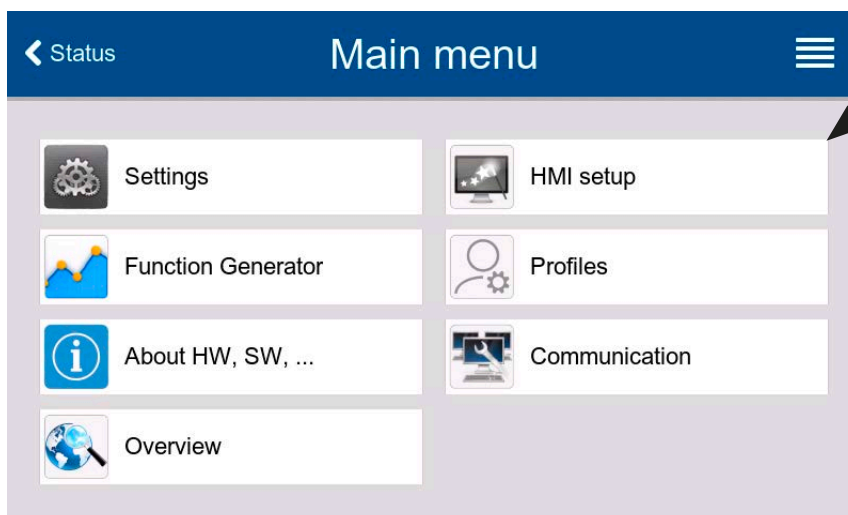 Status
Main menu
Settings
HMI setup
Function Generator
Profiles
About HW, SW, ...
Communication
Overview